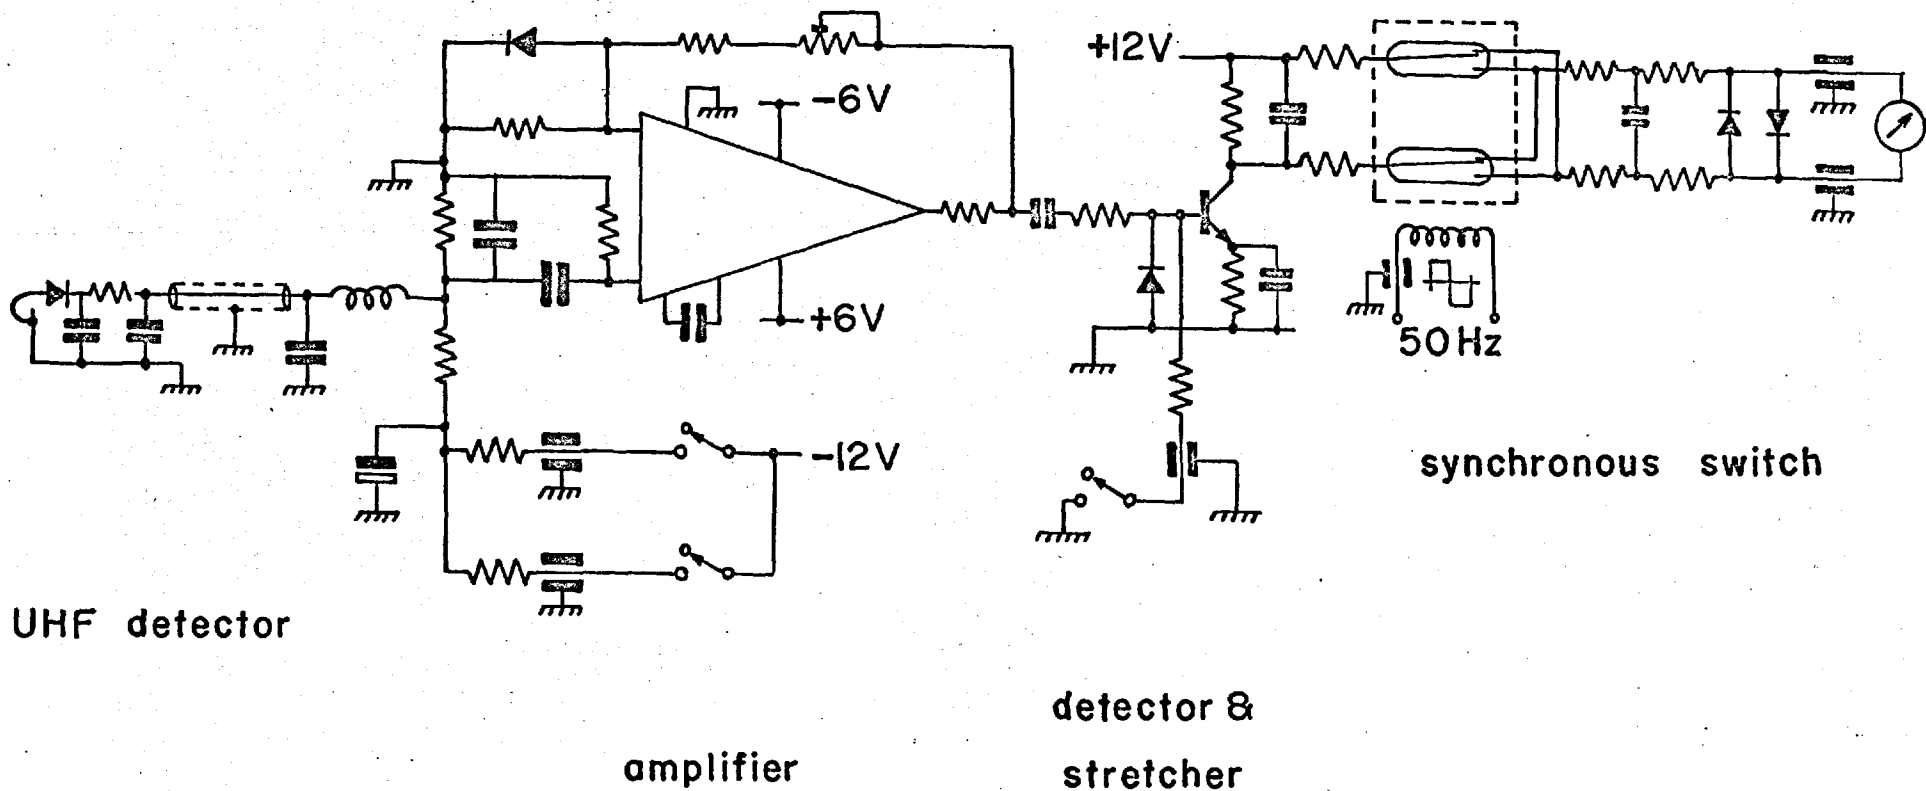 +12V
-6V
+6V
50Hz
-12V
synchronous switch
UHF detector
detector &
stretcher
amplifier